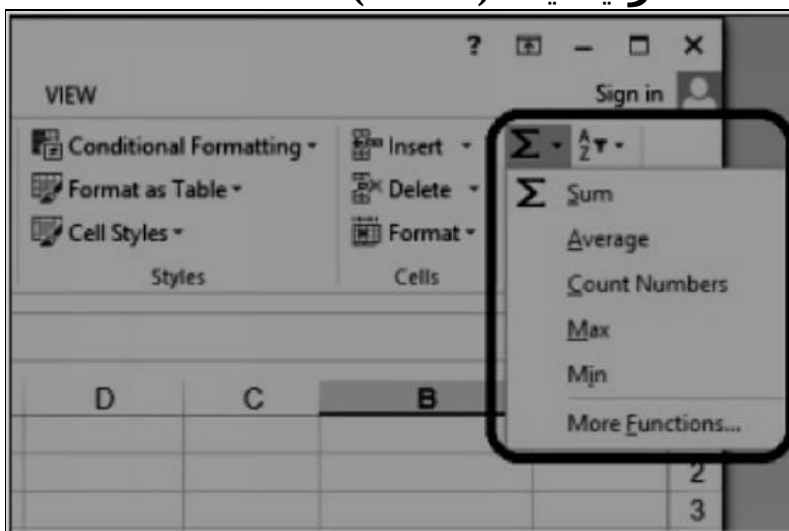 ?
VIEW
Sign in
Conditional Formatting
Insert
Format as Table
Delete
Cell Styles
Format
Styles
Cells
Σ
A
Z
Σ Sum
Average
Count Numbers
Max
Min
More Functions...
D C B
2
3